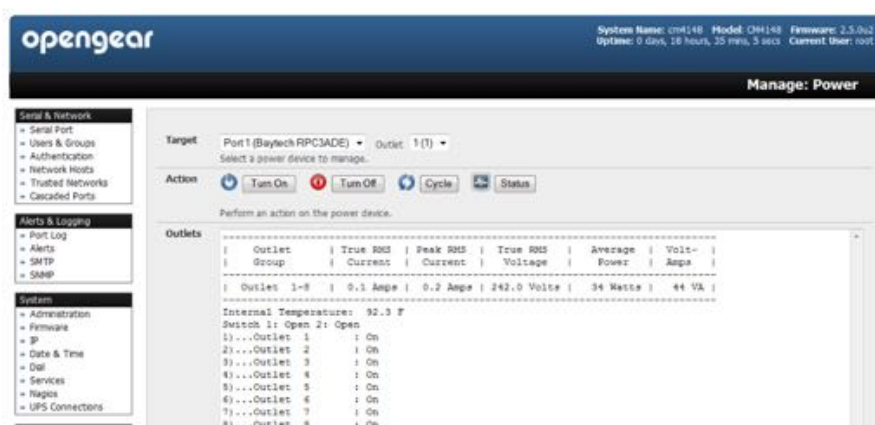 opengear
System Name: cm4148 Model: CM4148 Firmware: 2.5.0u2
Uptime: 0 days, 18 hours, 35 mins, 5 secs Current User: root
Manage: Power
Serial & Network
» Serial Port
» Users & Groups
» Authentication
» Network Hosts
» Trusted Networks
» Cascaded Ports
Alerts & Logging
» Port Log
» Alerts
» SMTP
» SNMP
System
» Administration
» Firmware
» IP
» Date & Time
» Dial
» Services
» Nagios
» UPS Connections
Target Port 1 (Baytech RPC3ADE) Outlet 1 (1)
Select a power device to manage.
Action Turn On Turn Off Cycle Status
Perform an action on the power device.
Outlets
| Outlet | True RMS | Peak RMS | True RMS | Average | Volt- |
| Group | Current | Current | Voltage | Power | Amps |
| Outlet 1-8 | 0.1 Amps | 0.2 Amps | 242.0 Volts | 34 Watts | 44 VA |
Internal Temperature: 92.3 F
Switch 1: Open 2: Open
1)...Outlet 1 : On
2)...Outlet 2 : On
3)...Outlet 3 : On
4)...Outlet 4 : On
5)...Outlet 5 : On
6)...Outlet 6 : On
7)...Outlet 7 : On
8)...Outlet 8 : On